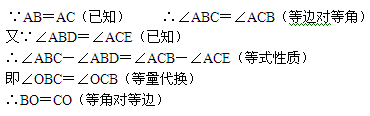 ∵AB＝AC（已知）　　∴∠ABC＝∠ACB（等边对等角）
又∵∠ABD＝∠ACE（已知）
∴∠ABC－∠ABD＝∠ACB－∠ACE（等式性质）
即∠OBC＝∠OCB（等量代换）
∴BO＝CO（等角对等边）